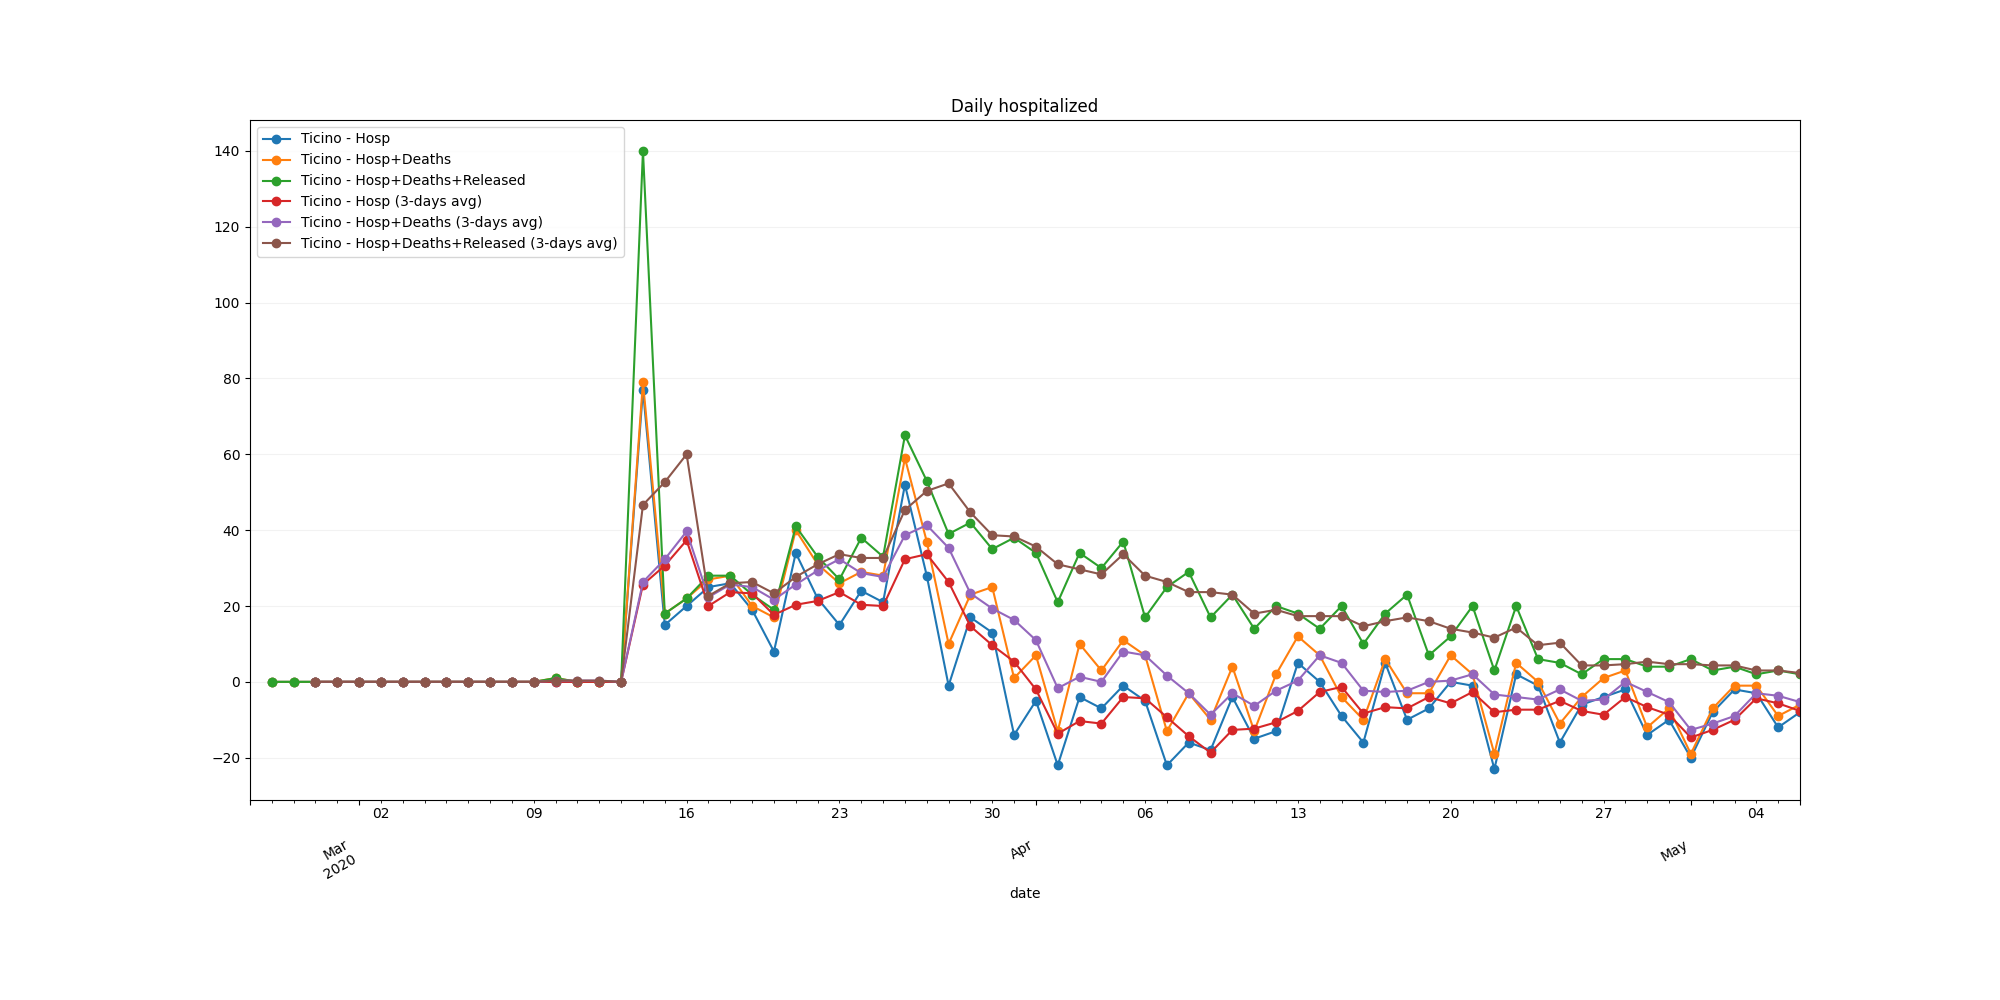 Daily hospitalized
Ticino - Hosp
Ticino - Hosp+Deaths
Ticino - Hosp+Deaths+Released
Ticino - Hosp (3-days avg)
Ticino - Hosp+Deaths (3-days avg)
Ticino - Hosp+Deaths+Released (3-days avg)
140
120
100
80
60
40
20
0
−20
02 09 16 23 30 06 13 20 27 04
Mar Apr May
2020
date